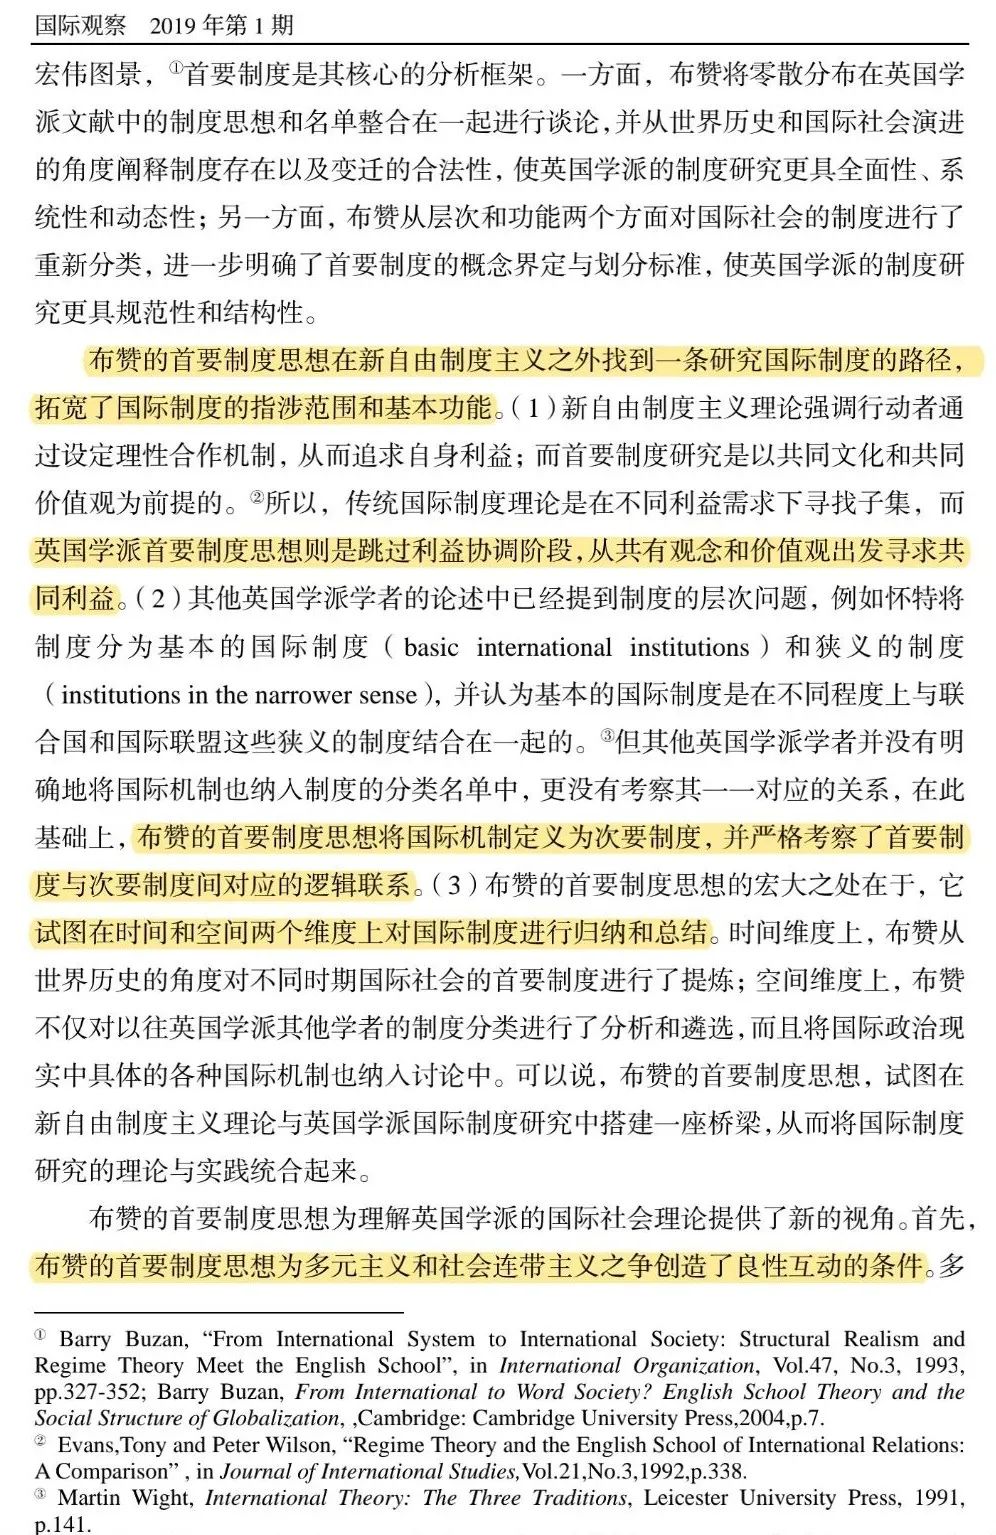 国际观察 2019 年第 1 期
宏伟图景，①首要制度是其核心的分析框架。一方面，布赞将零散分布在英国学
派文献中的制度思想和名单整合在一起进行谈论,并从世界历史和国际社会演进
的角度阐释制度存在以及变迁的合法性，使英国学派的制度研究更具全面性、系
统性和动态性；另一方面，布赞从层次和功能两个方面对国际社会的制度进行了
重新分类，进一步明确了首要制度的概念界定与划分标准，使英国学派的制度研
究更具规范性和结构性。
布赞的首要制度思想在新自由制度主义之外找到一条研究国际制度的路径，
拓宽了国际制度的指涉范围和基本功能。（1）新自由制度主义理论强调行动者通
过设定理性合作机制，从而追求自身利益；而首要制度研究是以共同文化和共同
价值观为前提的。②所以，传统国际制度理论是在不同利益需求下寻找子集，而
英国学派首要制度思想则是跳过利益协调阶段，从共有观念和价值观出发寻求共
同利益。（2）其他英国学派学者的论述中已经提到制度的层次问题，例如怀特将
制度分为基本的国际制度（basic international institutions）和狭义的制度
（institutions in the narrower sense），并认为基本的国际制度是在不同程度上与联
合国和国际联盟这些狭义的制度结合在一起的。③但其他英国学派学者并没有明
确地将国际机制也纳入制度的分类名单中，更没有考察其一一对应的关系，在此
基础上，布赞的首要制度思想将国际机制定义为次要制度，并严格考察了首要制
度与次要制度间对应的逻辑联系。（3）布赞的首要制度思想的宏大之处在于，它
试图在时间和空间两个维度上对国际制度进行归纳和总结。时间维度上，布赞从
世界历史的角度对不同时期国际社会的首要制度进行了提炼；空间维度上，布赞
不仅对以往英国学派其他学者的制度分类进行了分析和遴选,而且将国际政治现
实中具体的各种国际机制也纳入讨论中。可以说，布赞的首要制度思想，试图在
新自由制度主义理论与英国学派国际制度研究中搭建一座桥梁,从而将国际制度
研究的理论与实践统合起来。
布赞的首要制度思想为理解英国学派的国际社会理论提供了新的视角。首先，
布赞的首要制度思想为多元主义和社会连带主义之争创造了良性互动的条件。多
① Barry Buzan, “From International System to International Society: Structural Realism and
Regime Theory Meet the English School”, in International Organization, Vol.47, No.3, 1993,
pp.327-352; Barry Buzan, From International to Word Society? English School Theory and the
Social Structure of Globalization, ,Cambridge: Cambridge University Press,2004,p.7.
② Evans,Tony and Peter Wilson, “Regime Theory and the English School of International Relations:
A Comparison” , in Journal of International Studies,Vol.21,No.3,1992,p.338.
③ Martin Wight, International Theory: The Three Traditions, Leicester University Press, 1991,
p.141.